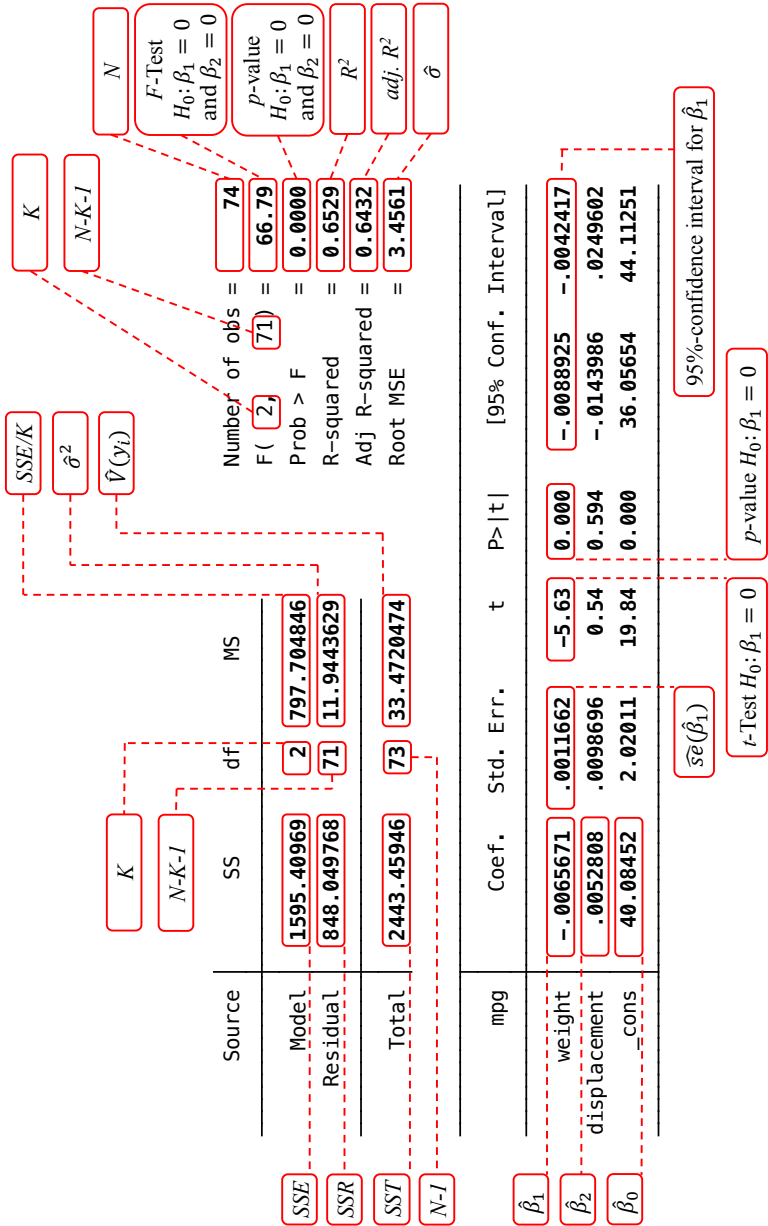 SSE/K
σ̂²
V̂(yᵢ)
K
N-K-1
K
N-K-1
N
F-Test
H₀: β₁ = 0
and β₂ = 0
p-value
H₀: β₁ = 0
and β₂ = 0
R²
adj. R²
σ̂
SSE
SSR
SST
N-1
Source SS df MS
Model 1595.40969 2 797.704846
Residual 848.049768 71 11.9443629
Total 2443.45946 73 33.4720474
Number of obs = 74
F( 2, 71) = 66.79
Prob > F = 0.0000
R-squared = 0.6529
Adj R-squared = 0.6432
Root MSE = 3.4561
mpg Coef. Std. Err. t P>|t| [95% Conf. Interval]
weight -.0065671 .0011662 -5.63 0.000 -.0088925 -.0042417
displacement .0052808 .0098696 0.54 0.594 -.0143986 .0249602
_cons 40.08452 2.02011 19.84 0.000 36.05654 44.11251
β̂₁
β̂₂
β̂₀
ŝe(β̂₁)
t-Test H₀: β₁ = 0
p-value H₀: β₁ = 0
95%-confidence interval for β̂₁